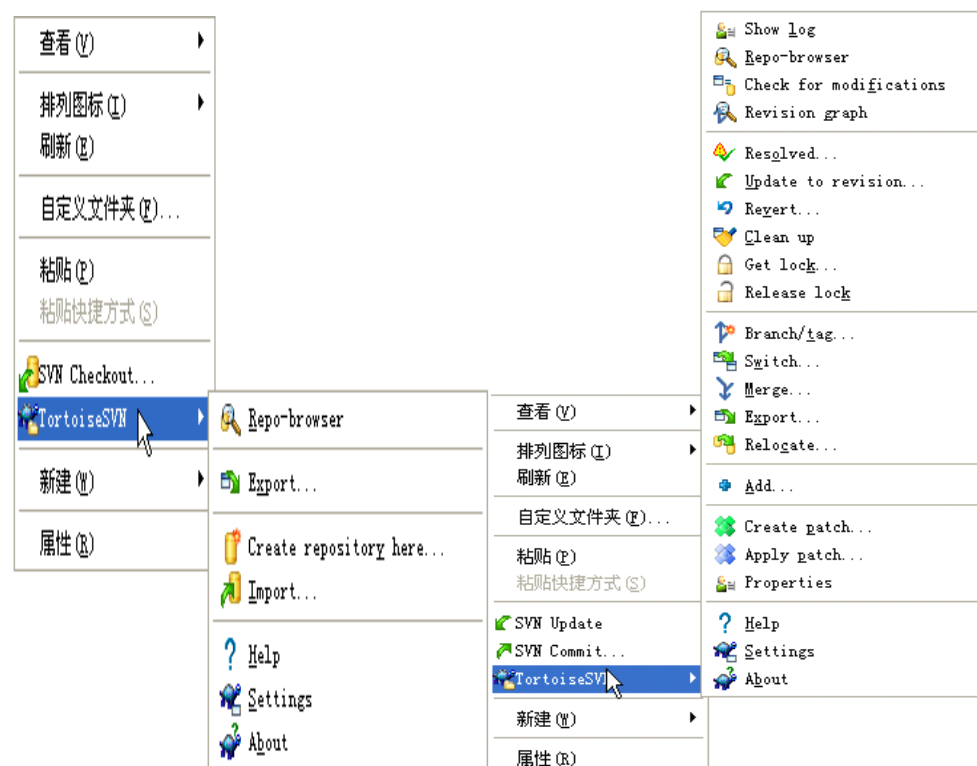 查看(V)
排列图标(I)
刷新(E)
自定义文件夹(F)...
粘贴(P)
粘贴快捷方式(S)
SVN Checkout...
TortoiseSVN
新建(W)
属性(R)
Repo-browser
Export...
Create repository here...
Import...
Help
Settings
About
查看(V)
排列图标(I)
刷新(E)
自定义文件夹(F)...
粘贴(P)
粘贴快捷方式(S)
SVN Update
SVN Commit...
TortoiseSVN
新建(W)
属性(R)
Show log
Repo-browser
Check for modifications
Revision graph
Resolved...
Update to revision...
Revert...
Clean up
Get lock...
Release lock
Branch/tag...
Switch...
Merge...
Export...
Relocate...
Add...
Create patch...
Apply patch...
Properties
Help
Settings
About